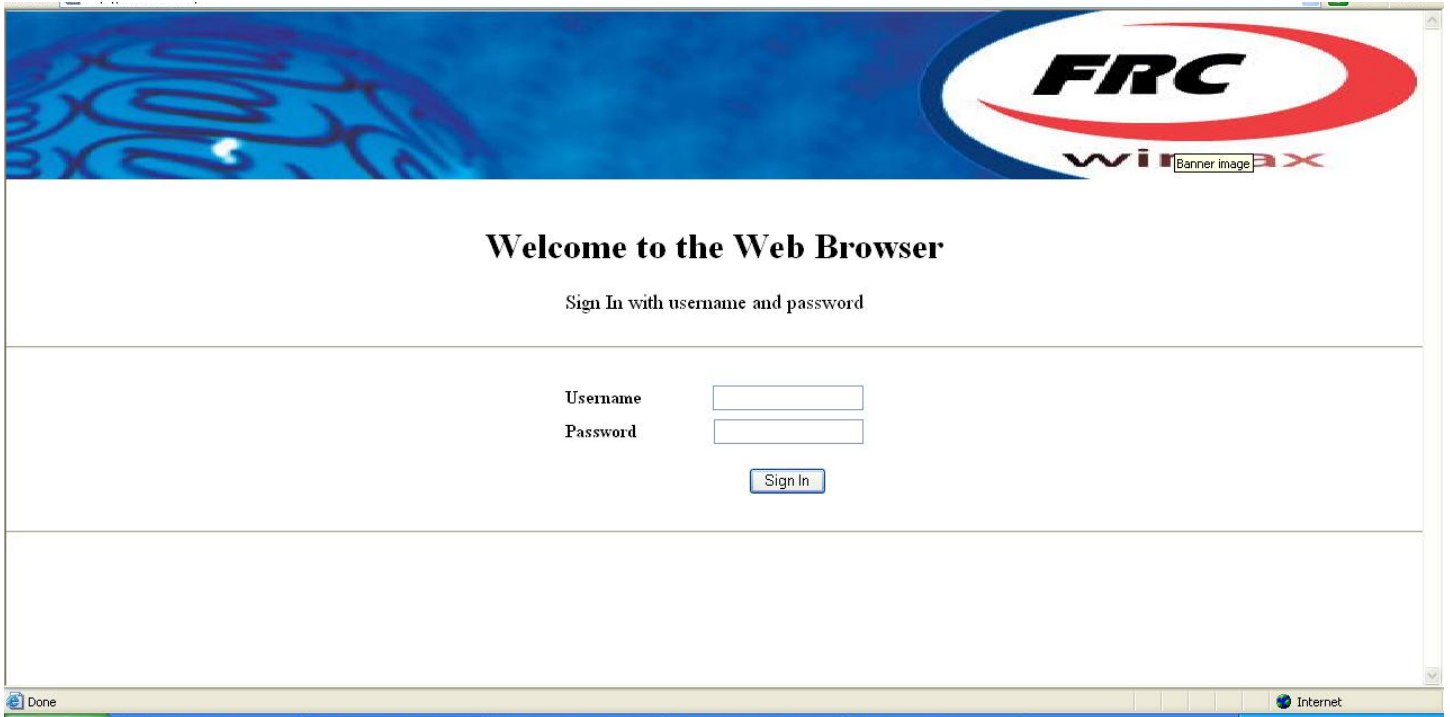 FRC
Banner image
Welcome to the Web Browser
Sign In with username and password
Username
Password
Sign In
Done
Internet